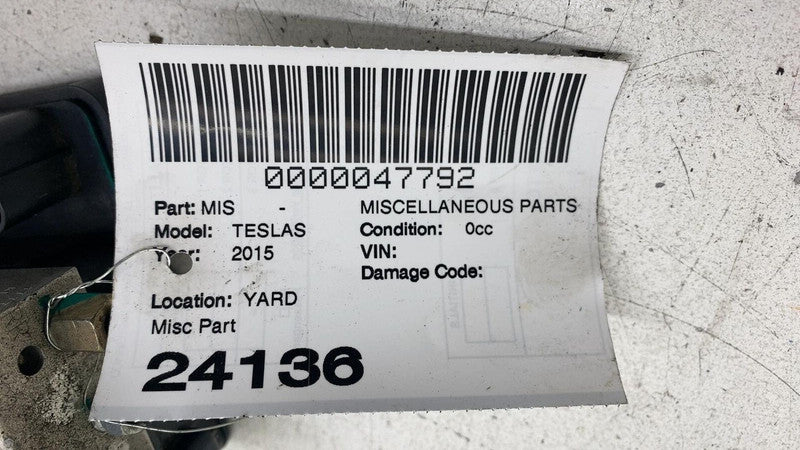 0000047792
Part: MIS - MISCELLANEOUS PARTS
Model: TESLAS Condition: 0cc
2015 VIN:
Damage Code:
Location: YARD
Misc Part
24136